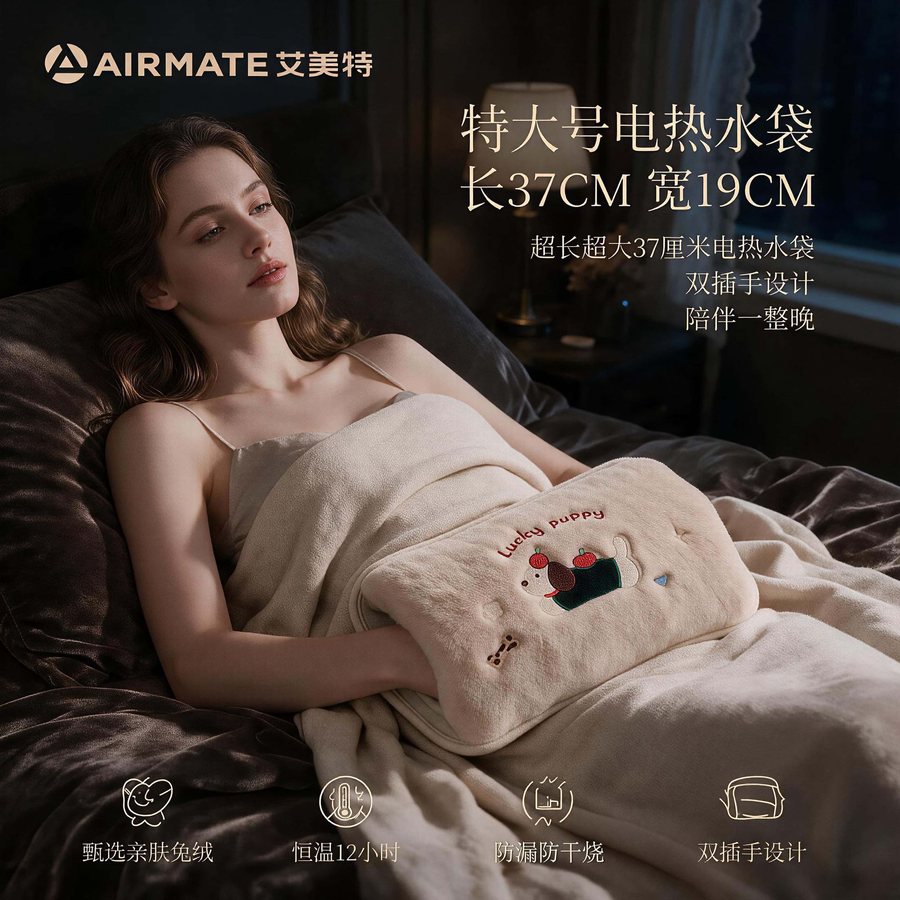 AIRMATE 艾美特
特大号电热水袋
长37CM 宽19CM
超长超大37厘米电热水袋
双插手设计
陪伴一整晚
Lucky puppy
甄选亲肤兔绒
恒温12小时
防漏防干烧
双插手设计